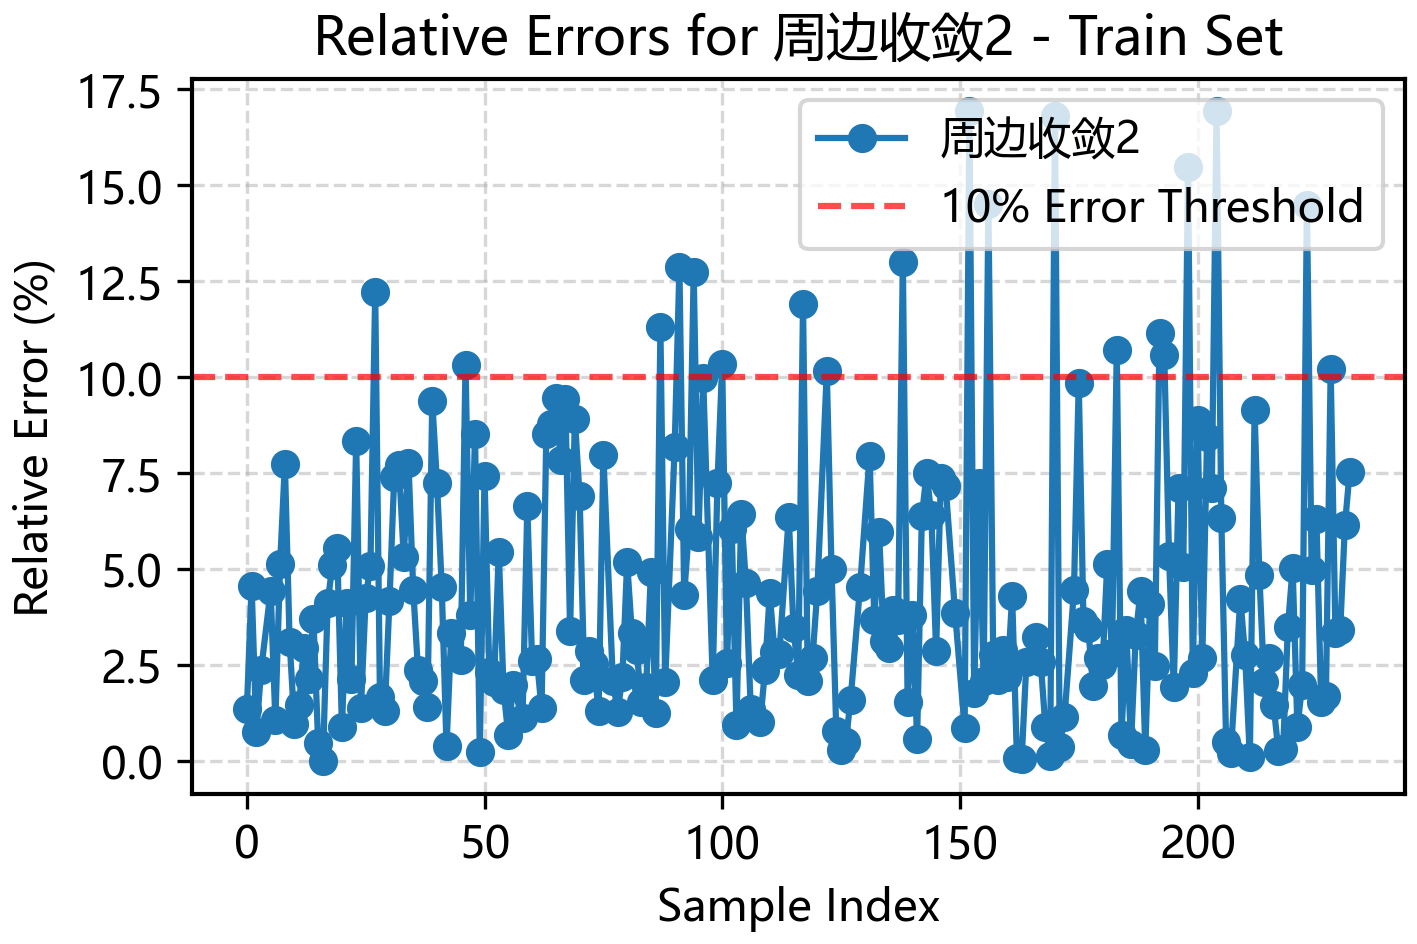 Relative Errors for 周边收敛2 - Train Set
17.5
15.0
12.5
10.0
7.5
5.0
2.5
0.0
Relative Error (%)
周边收敛2
10% Error Threshold
0 50 100 150 200
Sample Index